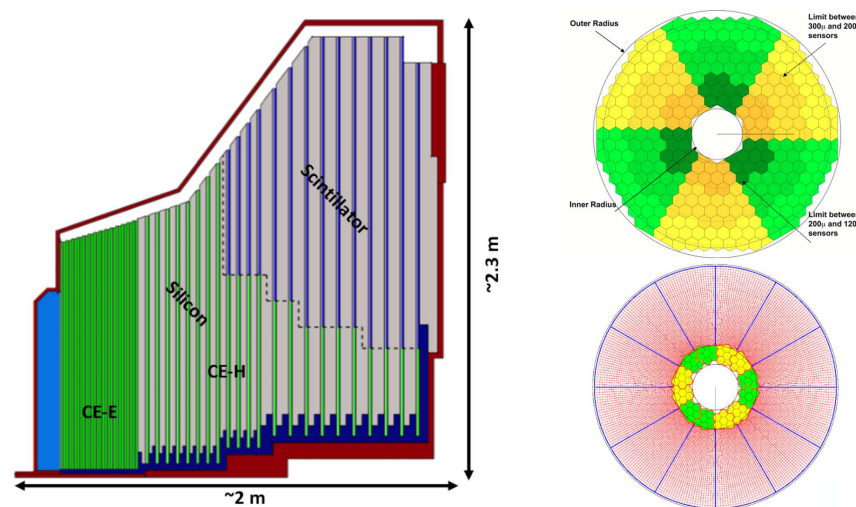 Scintillator
Silicon
CE-H
CE-E
~2 m
~2.3 m
Outer Radius
Limit between
300μ and 200
sensors
Inner Radius
Limit between
200μ and 120
sensors